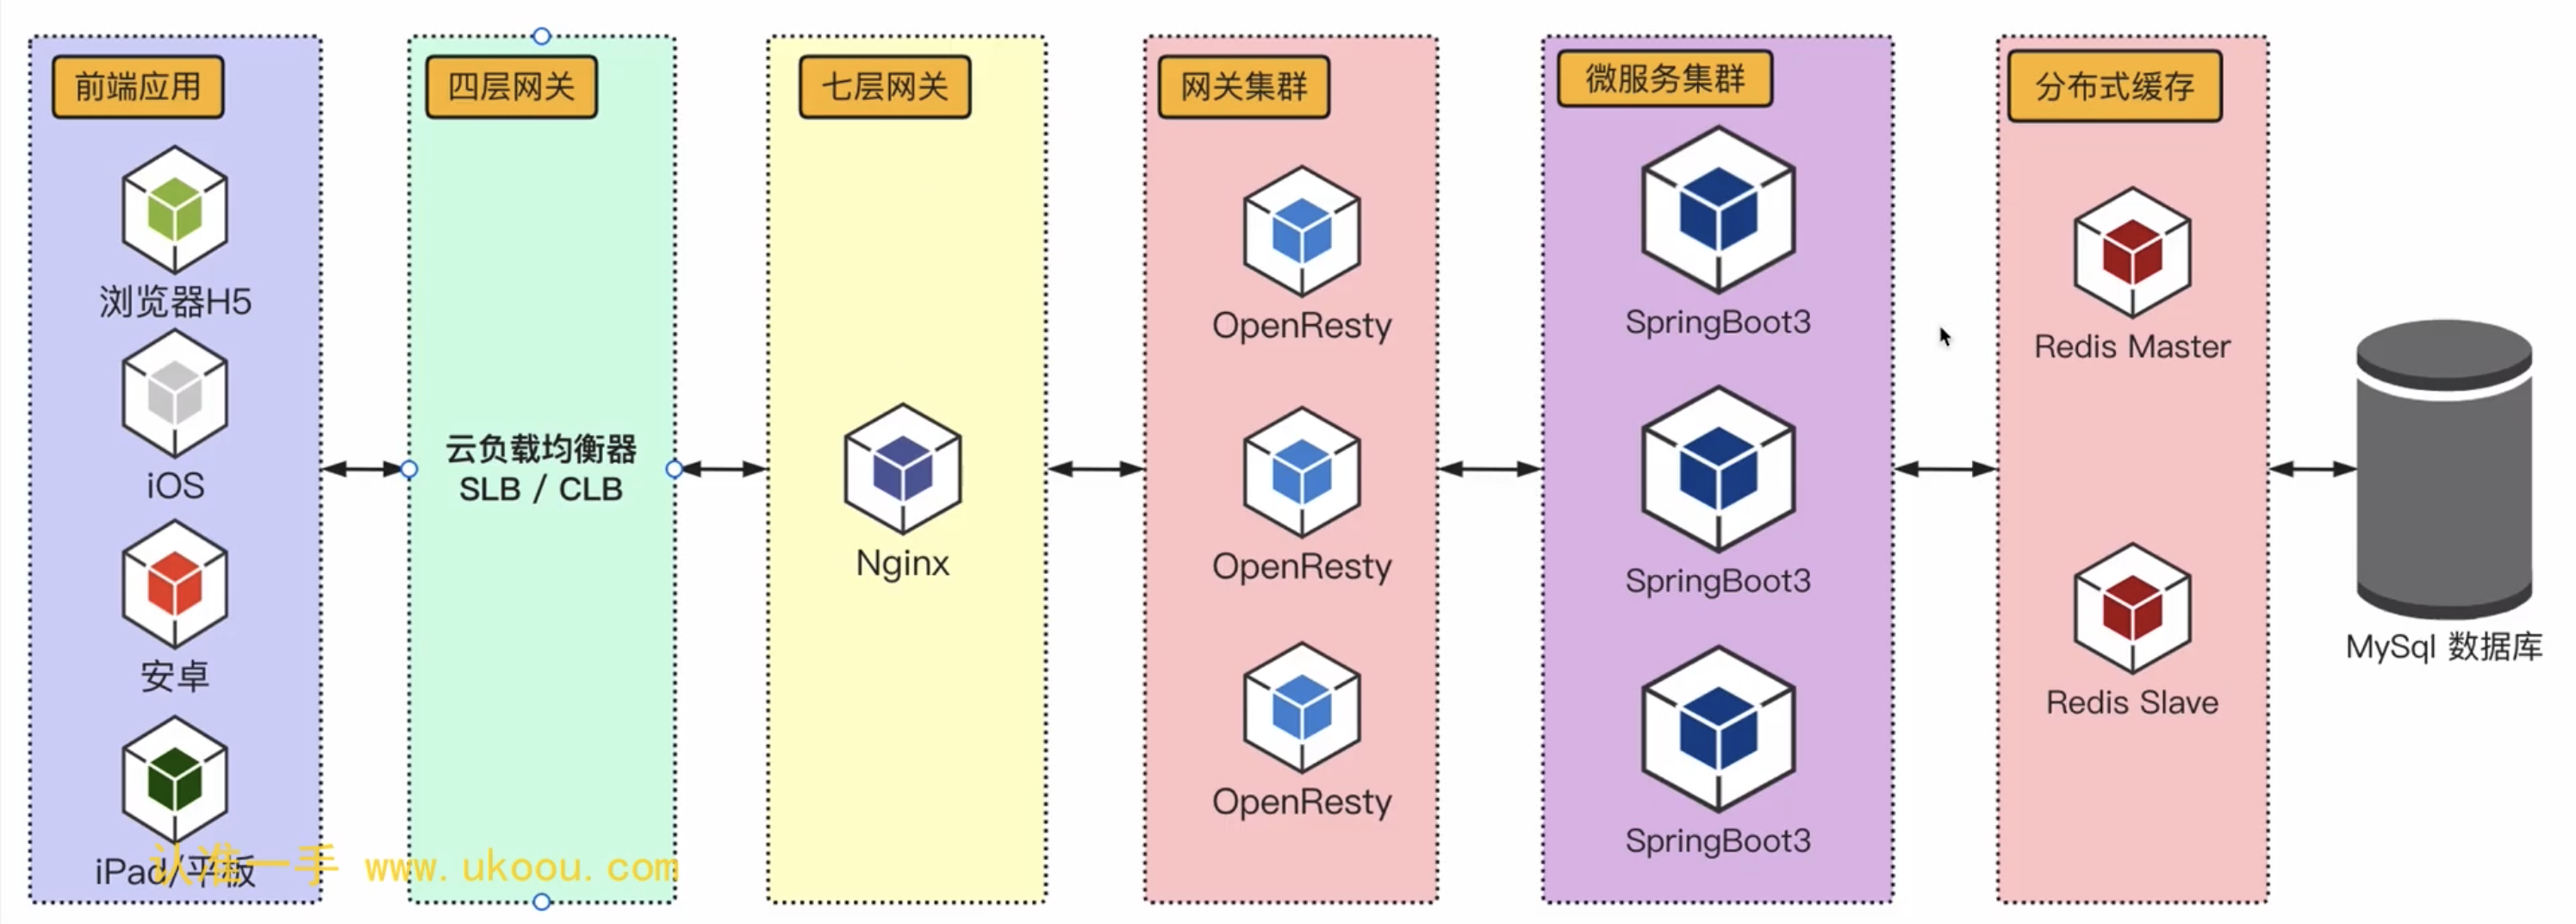 前端应用
浏览器H5
iOS
安卓
iPad/平板
四层网关
云负载均衡器
SLB / CLB
七层网关
Nginx
网关集群
OpenResty
OpenResty
OpenResty
微服务集群
SpringBoot3
SpringBoot3
SpringBoot3
分布式缓存
Redis Master
Redis Slave
MySql 数据库
认准一手 www.ukoou.com